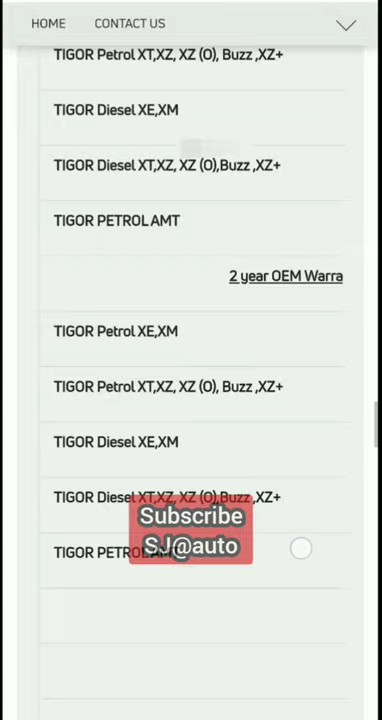 HOME CONTACT US
TIGOR Petrol XT,XZ, XZ (O), Buzz ,XZ+
TIGOR Diesel XE,XM
TIGOR Diesel XT,XZ, XZ (O),Buzz ,XZ+
TIGOR PETROL AMT
2 year OEM Warra
TIGOR Petrol XE,XM
TIGOR Petrol XT,XZ, XZ (O), Buzz ,XZ+
TIGOR Diesel XE,XM
TIGOR Diesel XT,XZ, XZ (O),Buzz ,XZ+
Subscribe
SJ@auto
TIGOR PETROL AMT